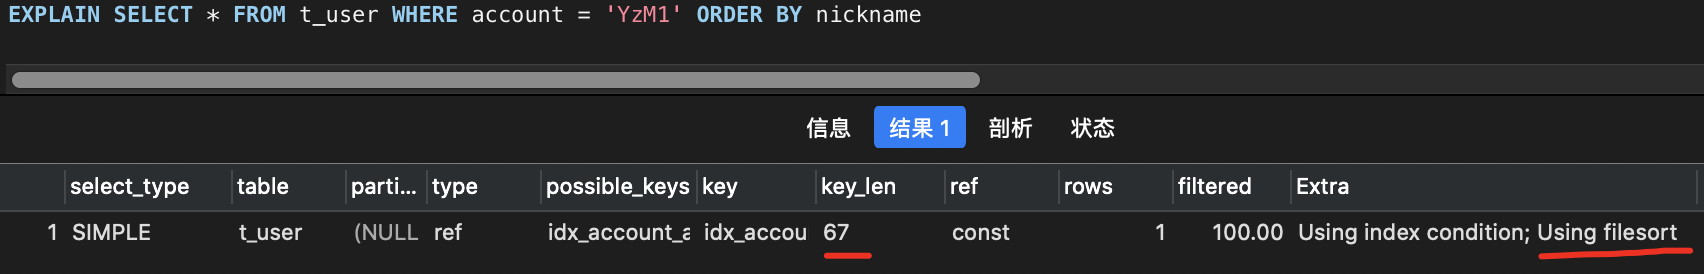 EXPLAIN SELECT * FROM t_user WHERE account = 'YzM1' ORDER BY nickname
信息 结果 1 剖析 状态
select_type table parti... type possible_keys key key_len ref rows filtered Extra
1 SIMPLE t_user (NULL ref idx_account_a idx_accou 67 const 1 100.00 Using index condition; Using filesort